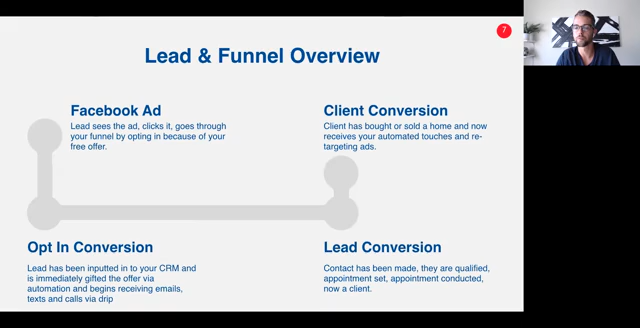 7
Lead & Funnel Overview
Facebook Ad
Lead sees the ad, clicks it, goes through
your funnel by opting in because of your
free offer.
Client Conversion
Client has bought or sold a home and now
receives your automated touches and re-
targeting ads.
Opt In Conversion
Lead has been inputted in to your CRM and
is immediately gifted the offer via
automation and begins receiving emails,
texts and calls via drip
Lead Conversion
Contact has been made, they are qualified,
appointment set, appointment conducted,
now a client.